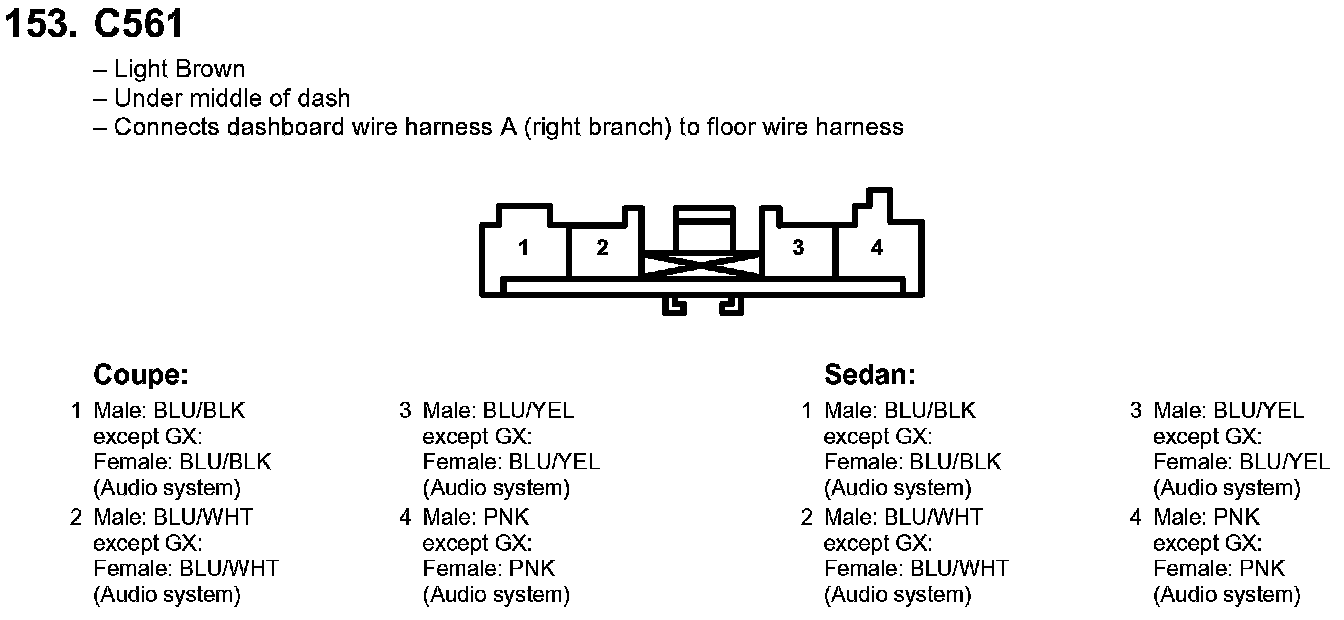 153. C561
– Light Brown
– Under middle of dash
– Connects dashboard wire harness A (right branch) to floor wire harness
1 2 3 4
Coupe:
1 Male: BLU/BLK
except GX:
Female: BLU/BLK
(Audio system)
2 Male: BLU/WHT
except GX:
Female: BLU/WHT
(Audio system)
3 Male: BLU/YEL
except GX:
Female: BLU/YEL
(Audio system)
4 Male: PNK
except GX:
Female: PNK
(Audio system)
Sedan:
1 Male: BLU/BLK
except GX:
Female: BLU/BLK
(Audio system)
2 Male: BLU/WHT
except GX:
Female: BLU/WHT
(Audio system)
3 Male: BLU/YEL
except GX:
Female: BLU/YEL
(Audio system)
4 Male: PNK
except GX:
Female: PNK
(Audio system)